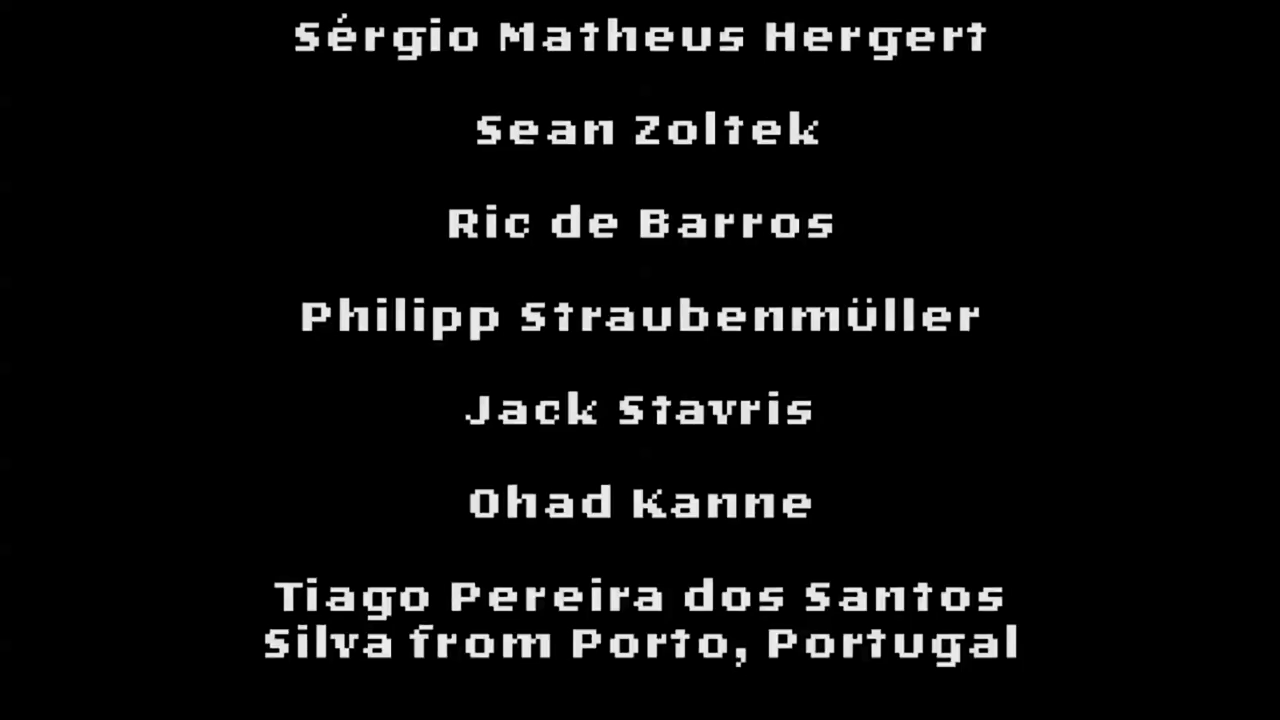 Sérgio Matheus Hergert
Sean Zoltek
Ric de Barros
Philipp Straubenmüller
Jack Stavris
Ohad Kanne
Tiago Pereira dos Santos
Silva from Porto, Portugal